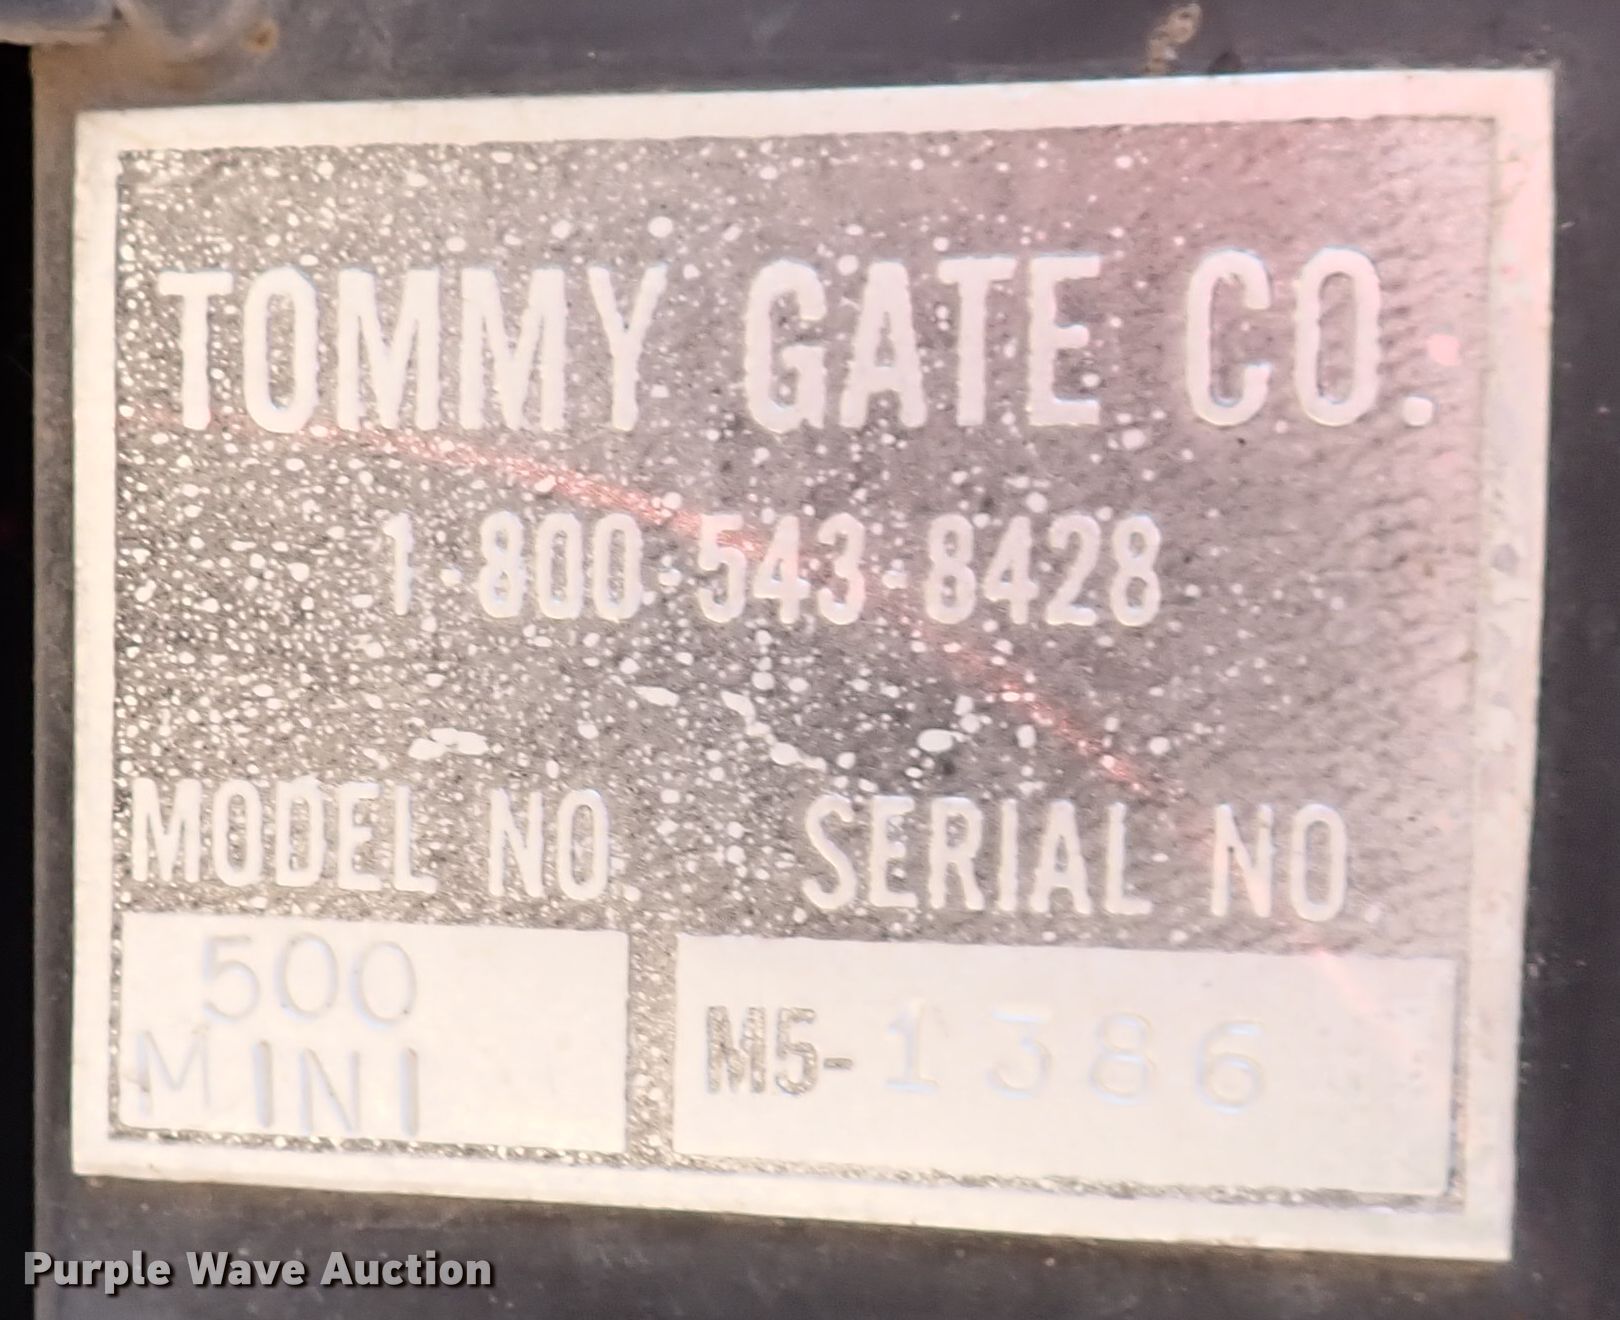 TOMMY GATE CO.
1-800-543-8428
MODEL NO. SERIAL NO.
500
MINI
M5-1386
Purple Wave Auction